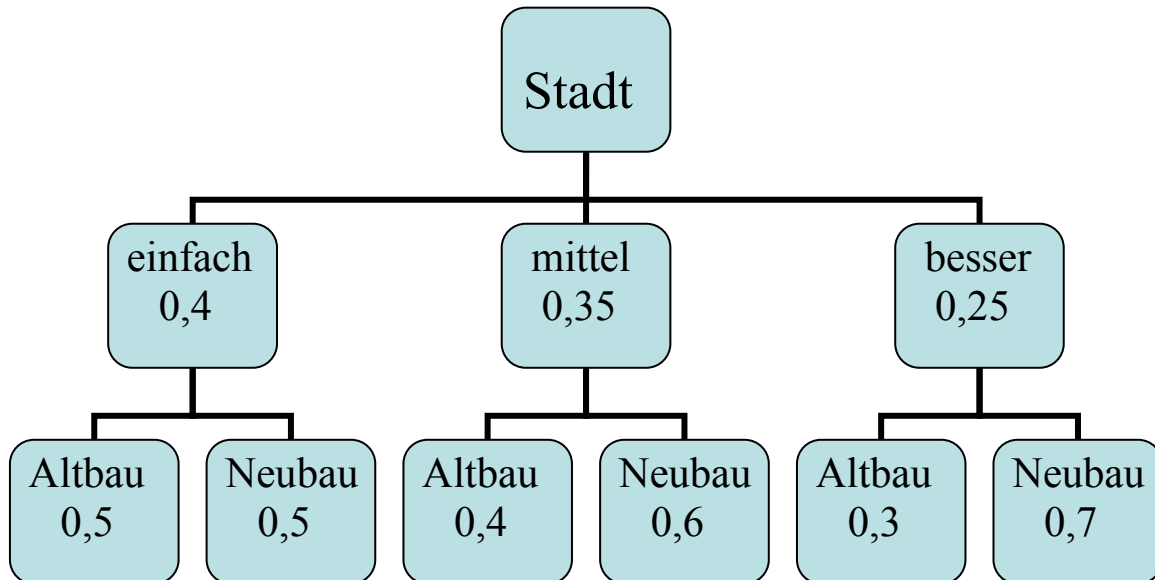 Stadt
einfach
0,4
mittel
0,35
besser
0,25
Altbau
0,5
Neubau
0,5
Altbau
0,4
Neubau
0,6
Altbau
0,3
Neubau
0,7